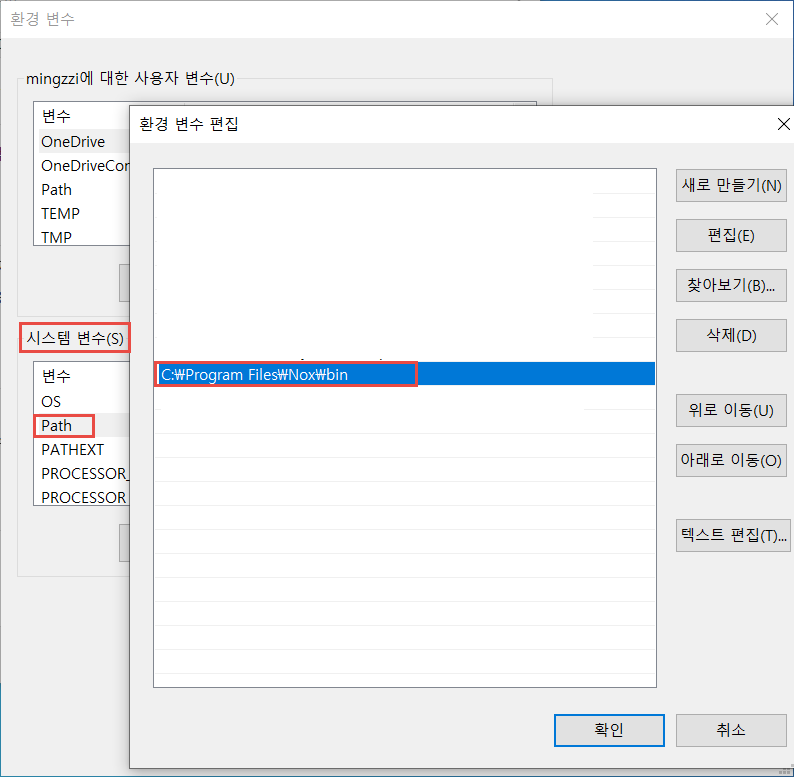 환경 변수
mingzzi에 대한 사용자 변수(U)
변수
OneDrive
OneDriveCor
Path
TEMP
TMP
시스템 변수(S)
변수
OS
Path
PATHEXT
PROCESSOR_
PROCESSOR
환경 변수 편집
C:₩Program Files₩Nox₩bin
새로 만들기(N)
편집(E)
찾아보기(B)...
삭제(D)
위로 이동(U)
아래로 이동(O)
텍스트 편집(T)...
확인
취소